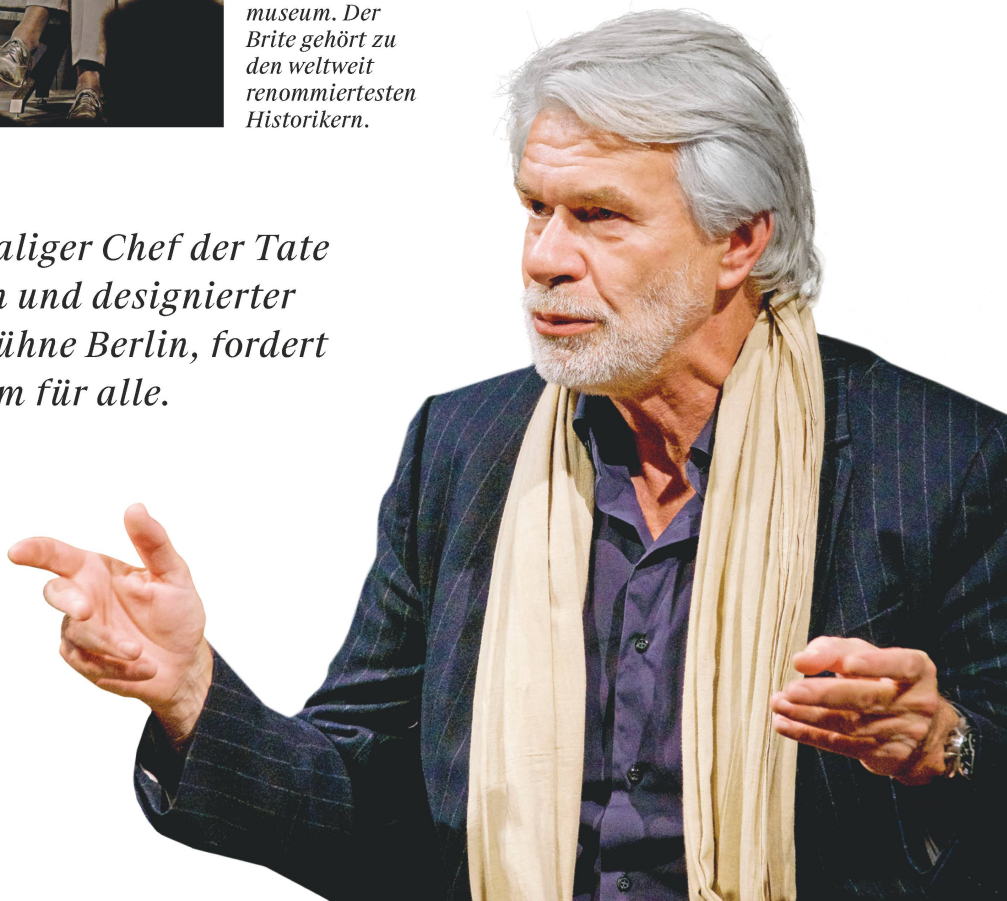 museum. Der
Brite gehört zu
den weltweit
renommiertesten
Historikern.
aliger Chef der Tate
n und designierter
ühne Berlin, fordert
m für alle.